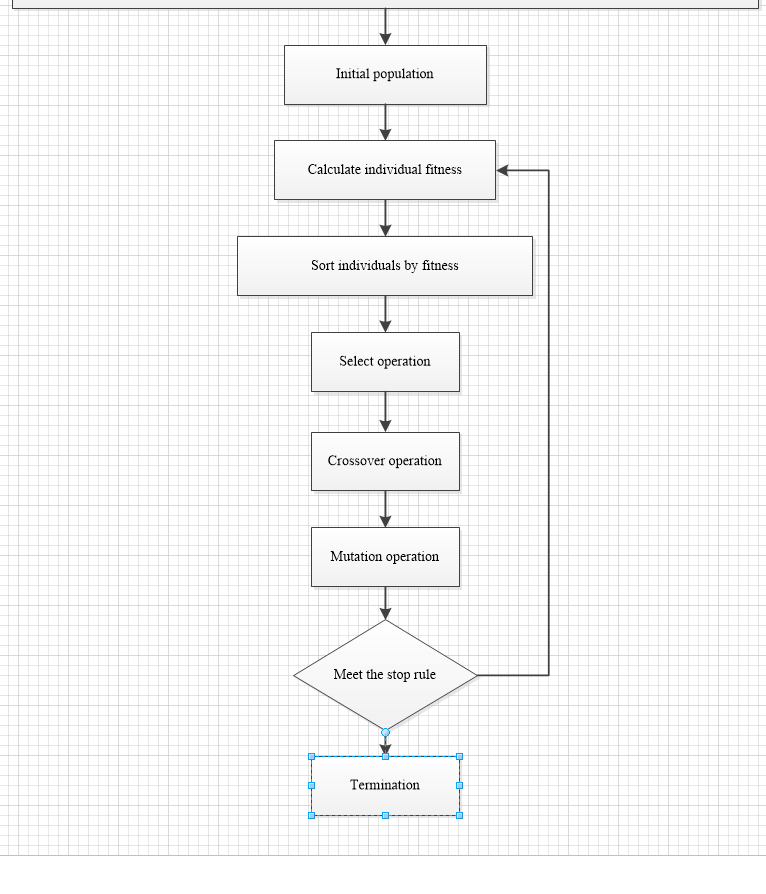 Initial population
Calculate individual fitness
Sort individuals by fitness
Select operation
Crossover operation
Mutation operation
Meet the stop rule
Termination